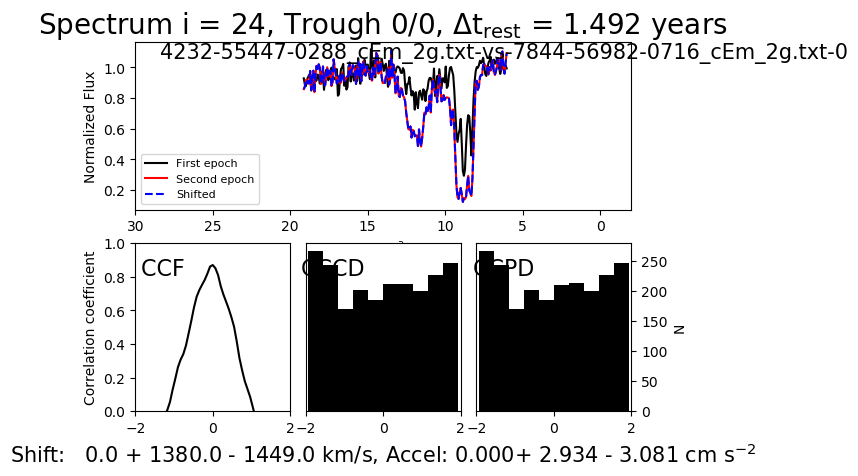 Spectrum i = 24, Trough 0/0, Δt_rest = 1.492 years
4232-55447-0288_cEm_2g.txt-vs-7844-56982-0716_cEm_2g.txt-0
Normalized Flux
1.0
0.8
0.6
0.4
0.2
First epoch
Second epoch
Shifted
30 25 20 15 10 5 0
Correlation coefficient
1.0
0.8
0.6
0.4
0.2
0.0
CCF
CCCD
CCPD
250
200
150
100
50
0
N
−2 0 2
−2 0 2
−2 0 2
Shift: 0.0 + 1380.0 - 1449.0 km/s, Accel: 0.000+ 2.934 - 3.081 cm s⁻²